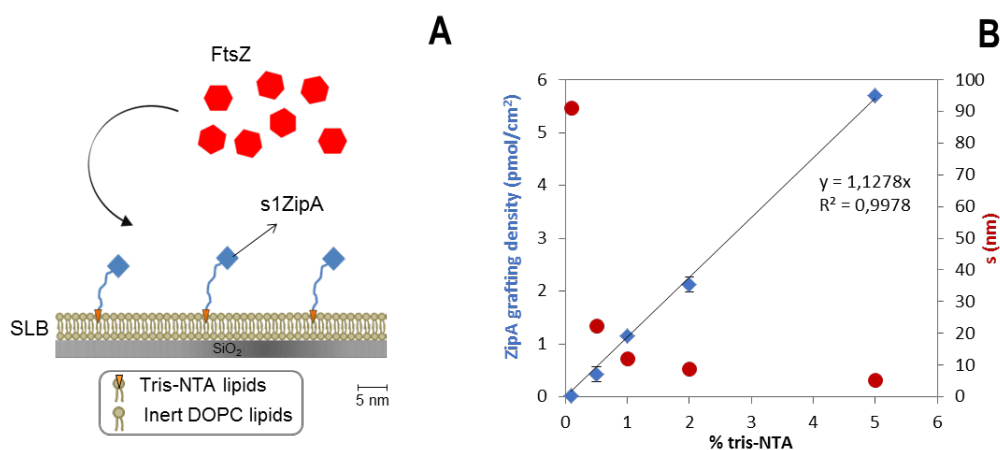 A
FtsZ
s1ZipA
SLB
SiO2
Tris-NTA lipids
Inert DOPC lipids
5 nm
B
ZipA grafting density (pmol/cm²)
6
5
4
3
2
1
0
y = 1,1278x
R² = 0,9978
100
90
80
70
60
50
40
30
20
10
0
s (nm)
0 1 2 3 4 5 6
% tris-NTA